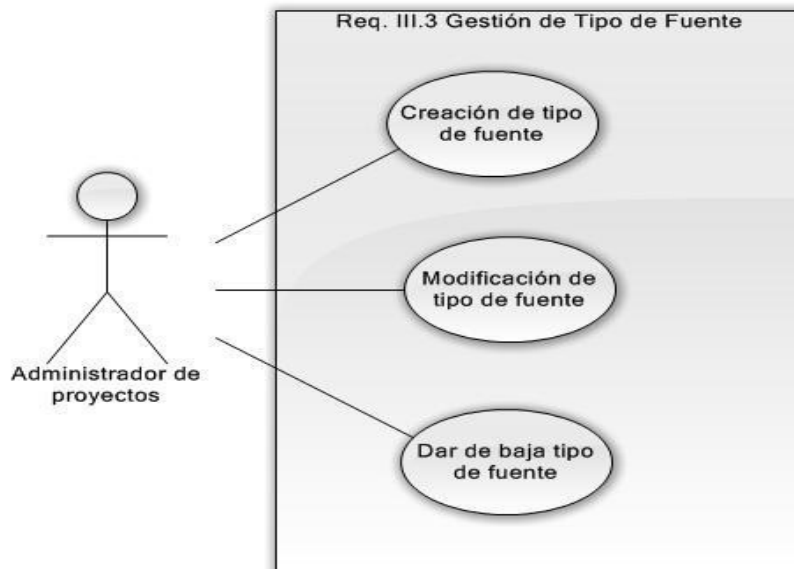 Req. III.3 Gestión de Tipo de Fuente
Creación de tipo
de fuente
Modificación de
tipo de fuente
Administrador de
proyectos
Dar de baja tipo
de fuente